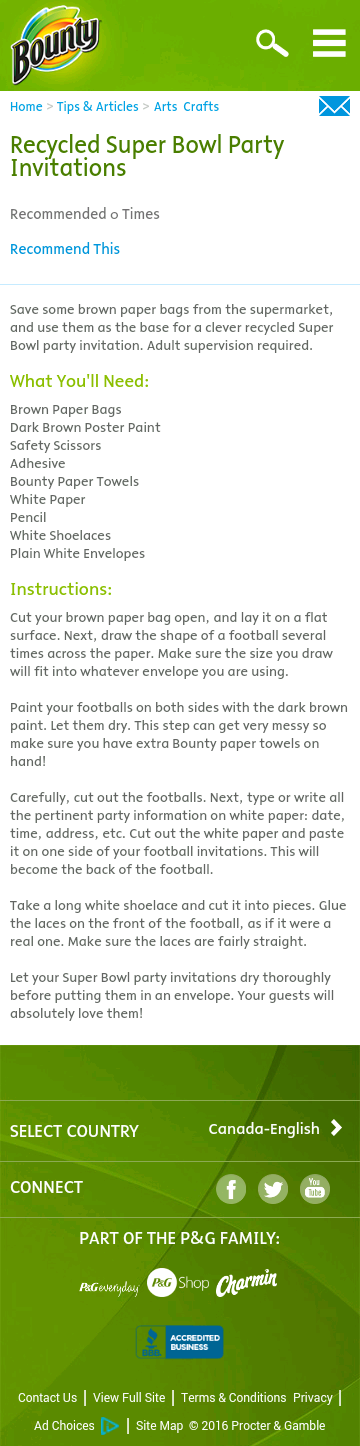 Bounty
Home > Tips & Articles > Arts Crafts
Recycled Super Bowl Party
Invitations
Recommended 0 Times
Recommend This
Save some brown paper bags from the supermarket,
and use them as the base for a clever recycled Super
Bowl party invitation. Adult supervision required.
What You'll Need:
Brown Paper Bags
Dark Brown Poster Paint
Safety Scissors
Adhesive
Bounty Paper Towels
White Paper
Pencil
White Shoelaces
Plain White Envelopes
Instructions:
Cut your brown paper bag open, and lay it on a flat
surface. Next, draw the shape of a football several
times across the paper. Make sure the size you draw
will fit into whatever envelope you are using.
Paint your footballs on both sides with the dark brown
paint. Let them dry. This step can get very messy so
make sure you have extra Bounty paper towels on
hand!
Carefully, cut out the footballs. Next, type or write all
the pertinent party information on white paper: date,
time, address, etc. Cut out the white paper and paste
it on one side of your football invitations. This will
become the back of the football.
Take a long white shoelace and cut it into pieces. Glue
the laces on the front of the football, as if it were a
real one. Make sure the laces are fairly straight.
Let your Super Bowl party invitations dry thoroughly
before putting them in an envelope. Your guests will
absolutely love them!
SELECT COUNTRY Canada-English
CONNECT f You Tube
PART OF THE P&G FAMILY:
P&G everyday P&G Shop Charmin
BBB ACCREDITED
BUSINESS
Contact Us | View Full Site | Terms & Conditions Privacy |
Ad Choices | Site Map © 2016 Procter & Gamble